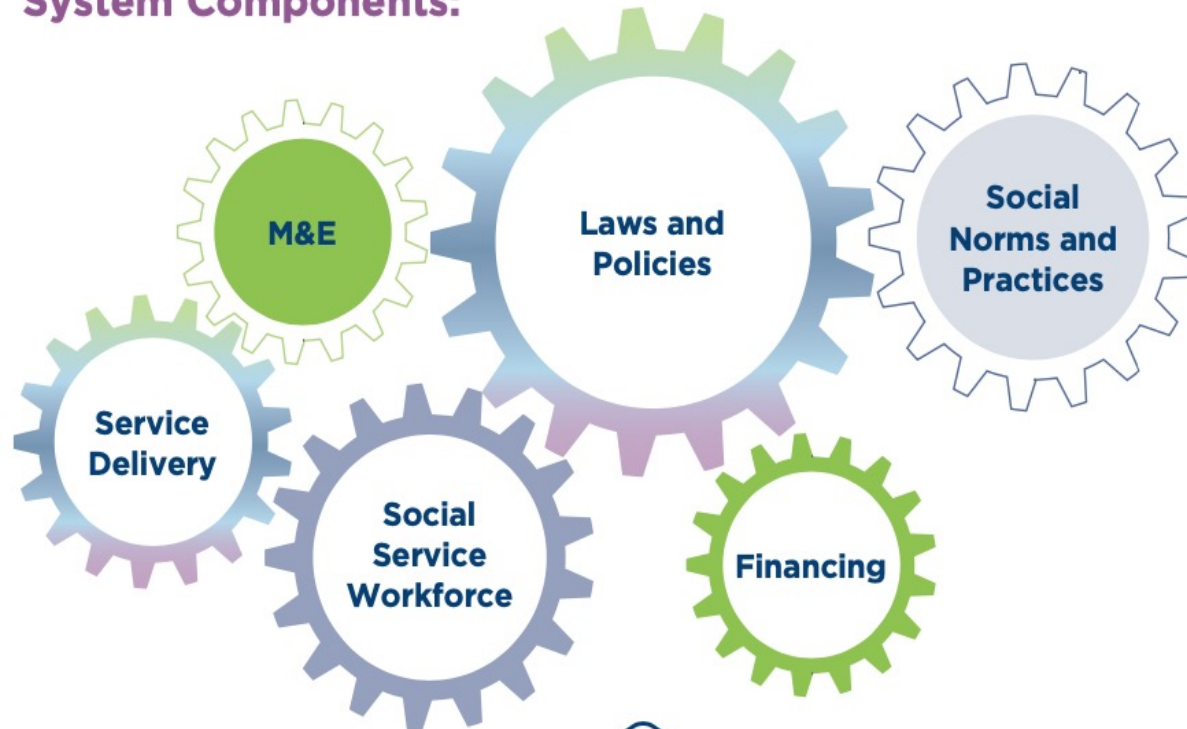 System Components:
M&E
Laws and
Policies
Social
Norms and
Practices
Service
Delivery
Social
Service
Workforce
Financing